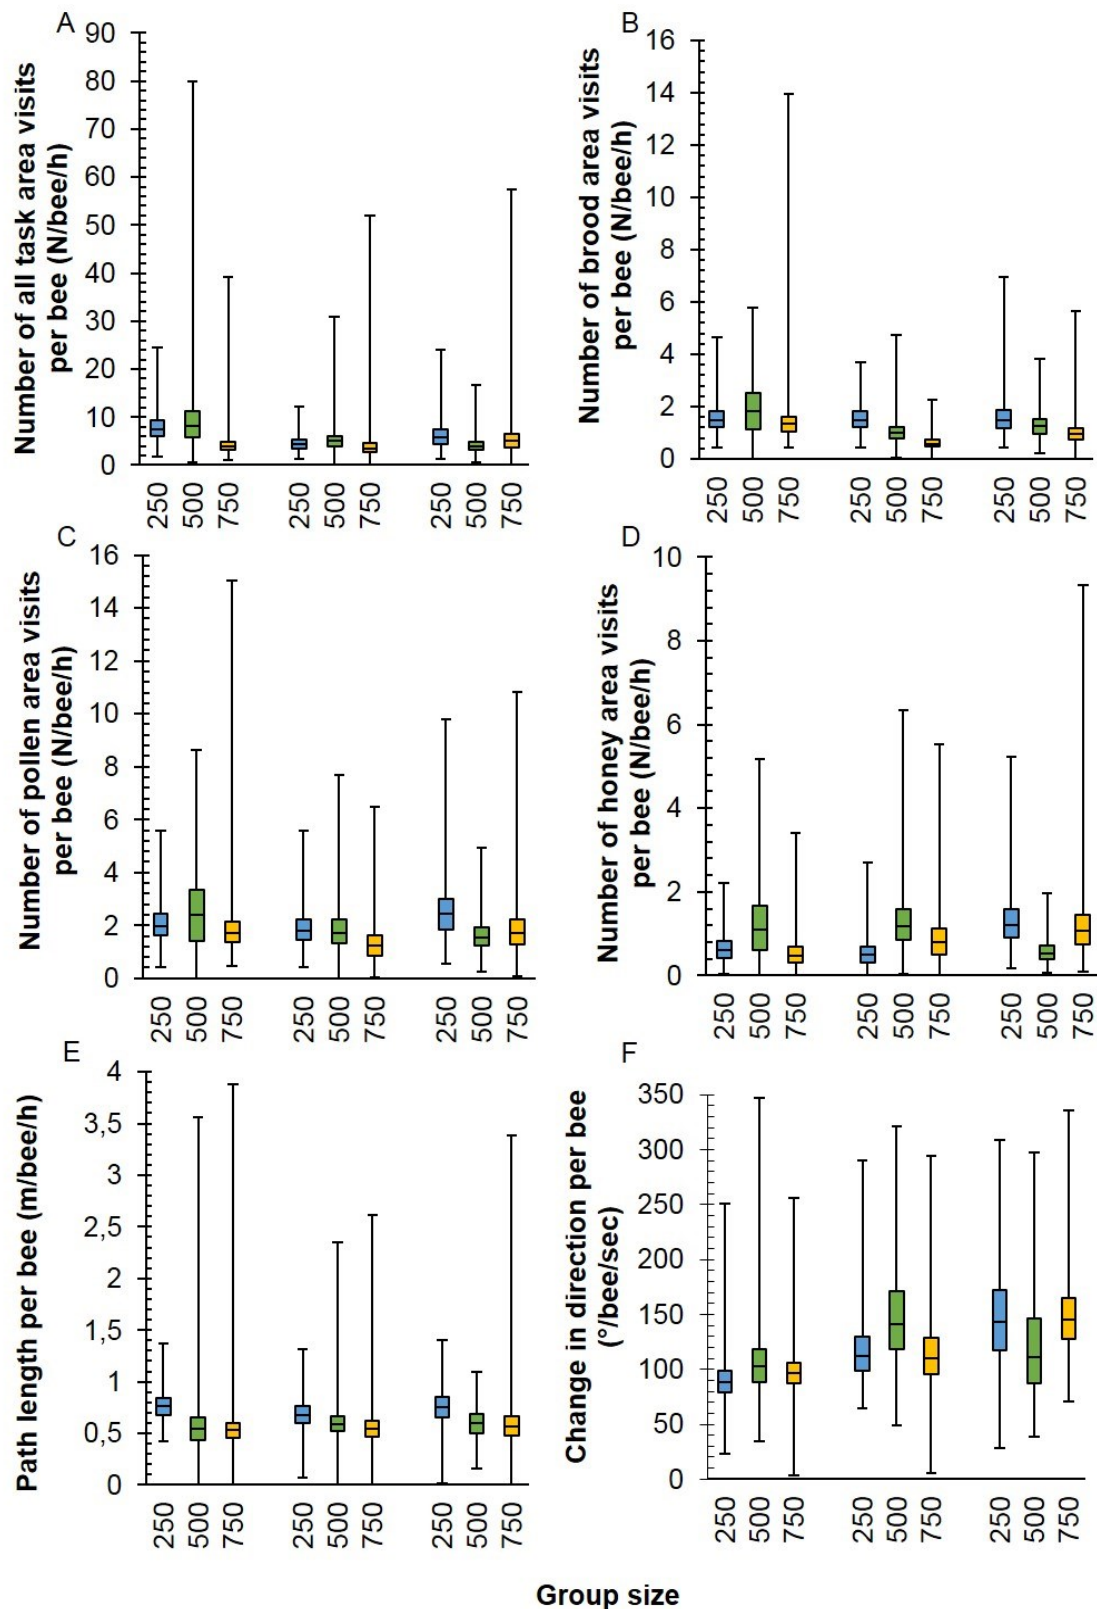 A
90
80
70
60
50
40
30
20
10
0
Number of all task area visits
per bee (N/bee/h)
250 500 750 250 500 750 250 500 750
B
16
14
12
10
8
6
4
2
0
Number of brood area visits
per bee (N/bee/h)
250 500 750 250 500 750 250 500 750
C
16
14
12
10
8
6
4
2
0
Number of pollen area visits
per bee (N/bee/h)
250 500 750 250 500 750 250 500 750
D
10
8
6
4
2
0
Number of honey area visits
per bee (N/bee/h)
250 500 750 250 500 750 250 500 750
E
4
3,5
3
2,5
2
1,5
1
0,5
0
Path length per bee (m/bee/h)
250 500 750 250 500 750 250 500 750
F
350
300
250
200
150
100
50
0
Change in direction per bee
(°/bee/sec)
250 500 750 250 500 750 250 500 750
Group size